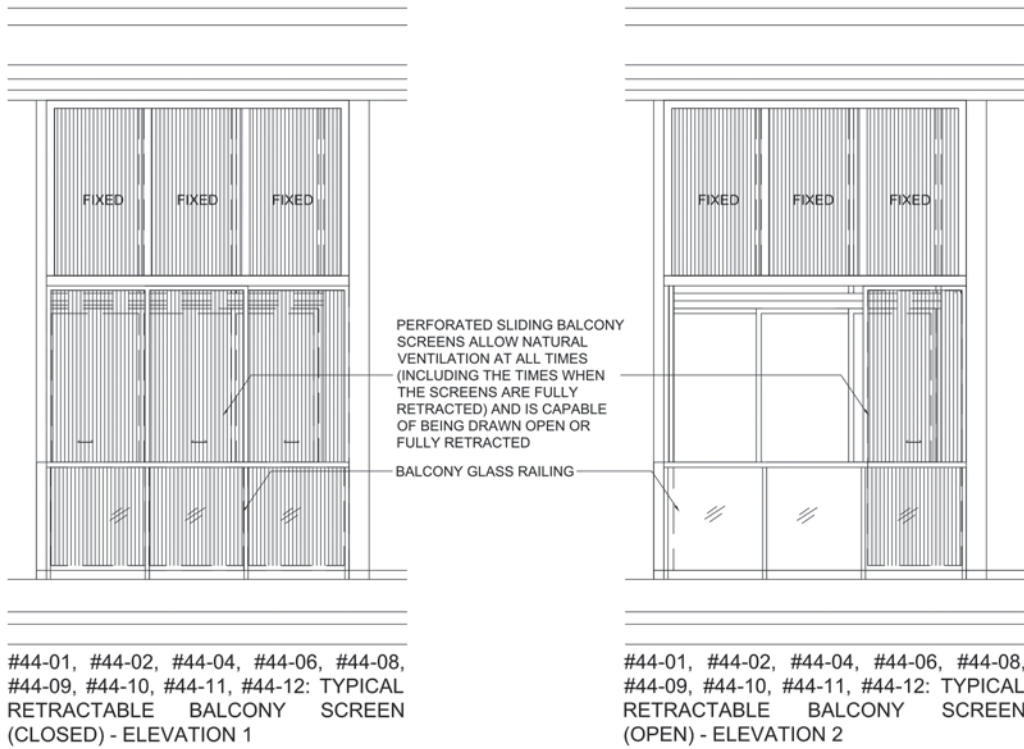 FIXED FIXED FIXED
FIXED FIXED FIXED
PERFORATED SLIDING BALCONY
SCREENS ALLOW NATURAL
VENTILATION AT ALL TIMES
(INCLUDING THE TIMES WHEN
THE SCREENS ARE FULLY
RETRACTED) AND IS CAPABLE
OF BEING DRAWN OPEN OR
FULLY RETRACTED
BALCONY GLASS RAILING
#44-01, #44-02, #44-04, #44-06, #44-08,
#44-09, #44-10, #44-11, #44-12: TYPICAL
RETRACTABLE BALCONY SCREEN
(CLOSED) - ELEVATION 1
#44-01, #44-02, #44-04, #44-06, #44-08,
#44-09, #44-10, #44-11, #44-12: TYPICAL
RETRACTABLE BALCONY SCREEN
(OPEN) - ELEVATION 2